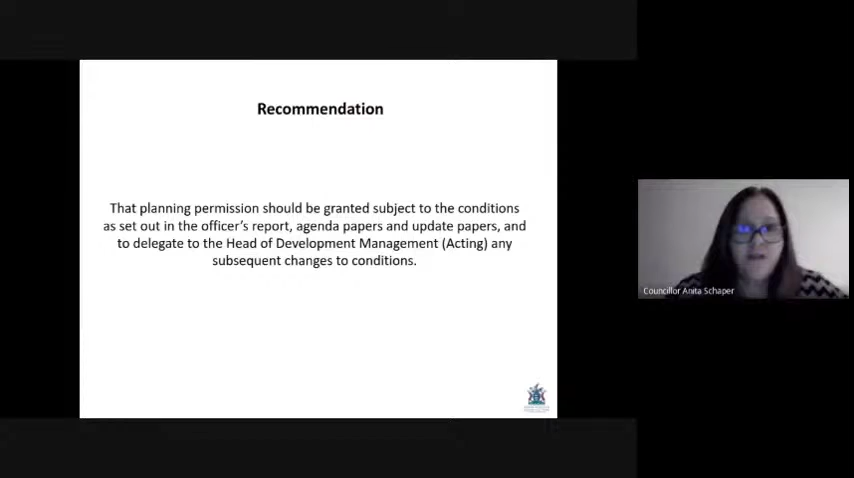 Recommendation
That planning permission should be granted subject to the conditions
as set out in the officer's report, agenda papers and update papers, and
to delegate to the Head of Development Management (Acting) any
subsequent changes to conditions.
Councillor Anita Schaper